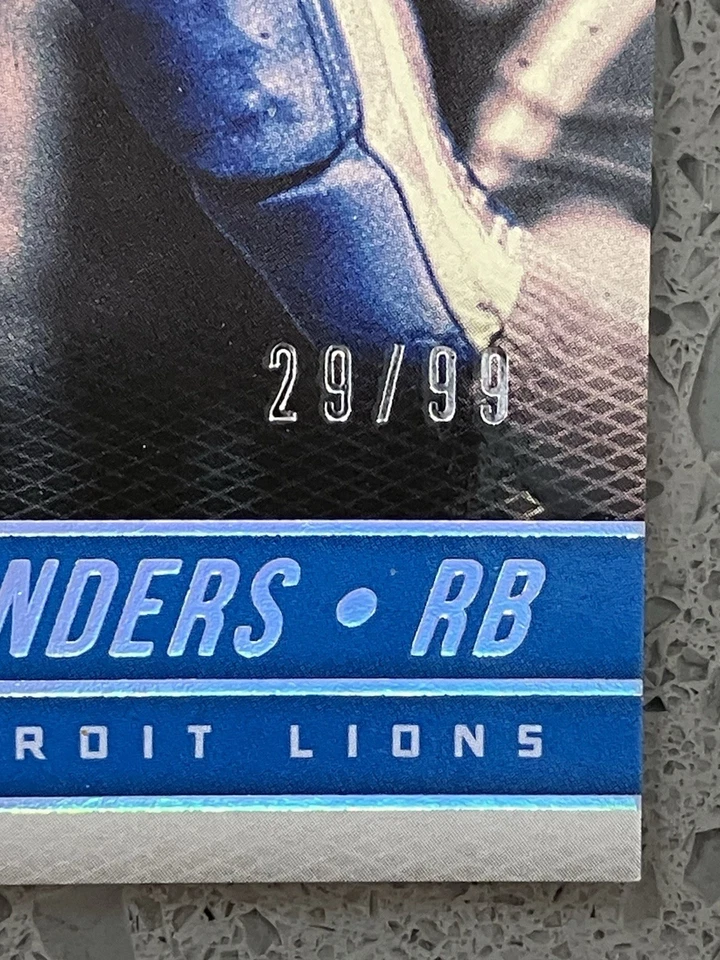 29/99
NDERS • RB
ROIT LIONS